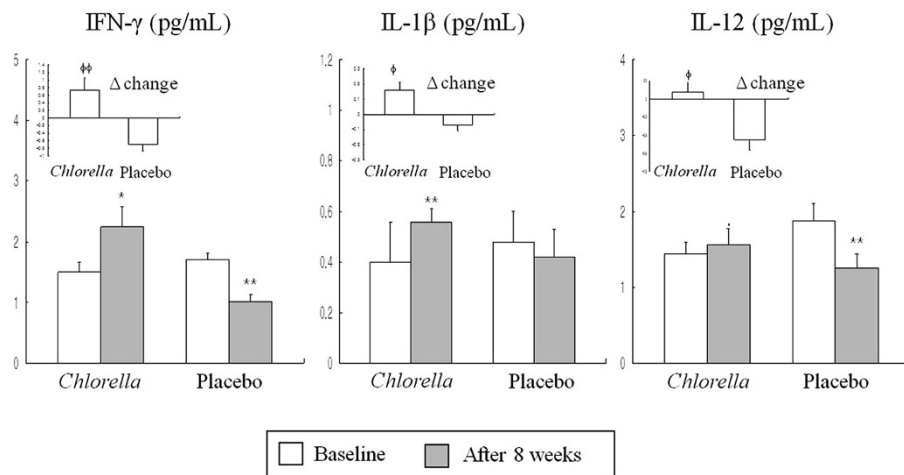 IFN-γ (pg/mL)
IL-1β (pg/mL)
IL-12 (pg/mL)
5
4
3
2
1
0
ϕϕ
Δ change
Chlorella
Placebo
*
**
Chlorella
Placebo
1.2
1
0.8
0.6
0.4
0.2
0
ϕ
Δ change
Chlorella
Placebo
**
Chlorella
Placebo
4
3
2
1
0
ϕ
Δ change
Chlorella
Placebo
**
Chlorella
Placebo
Baseline
After 8 weeks